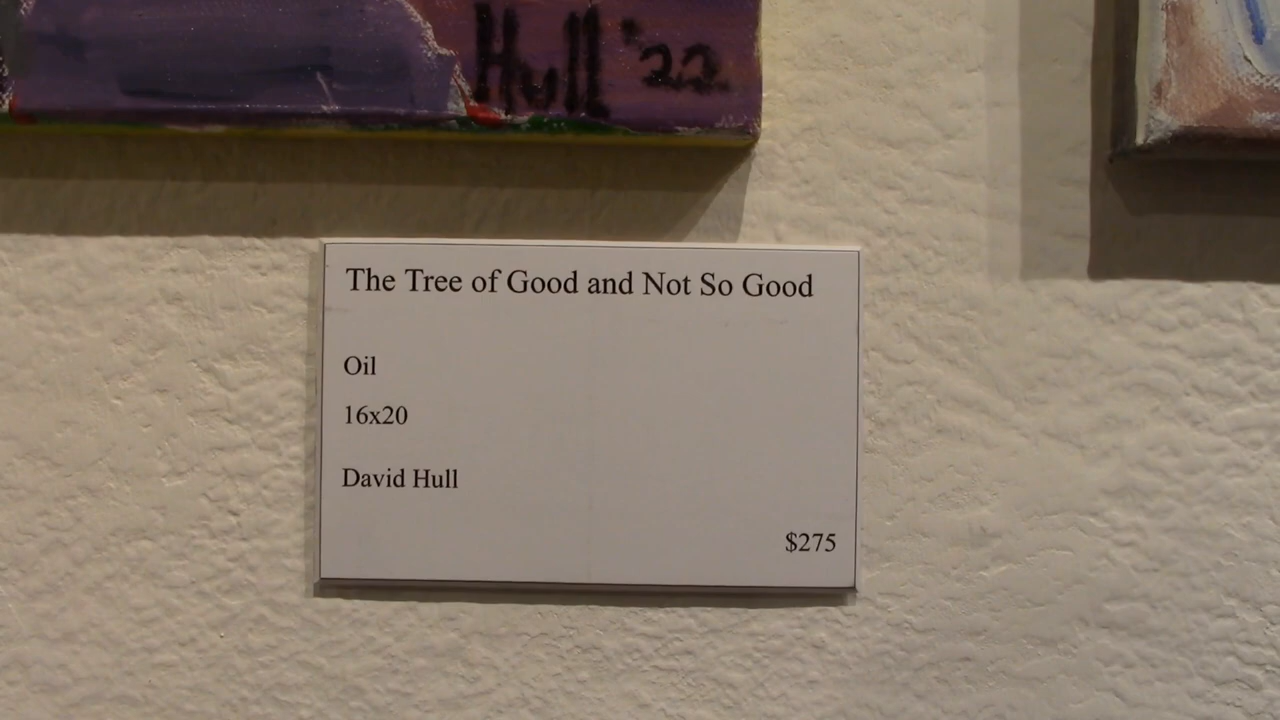 Hull '22
The Tree of Good and Not So Good
Oil
16x20
David Hull
$275